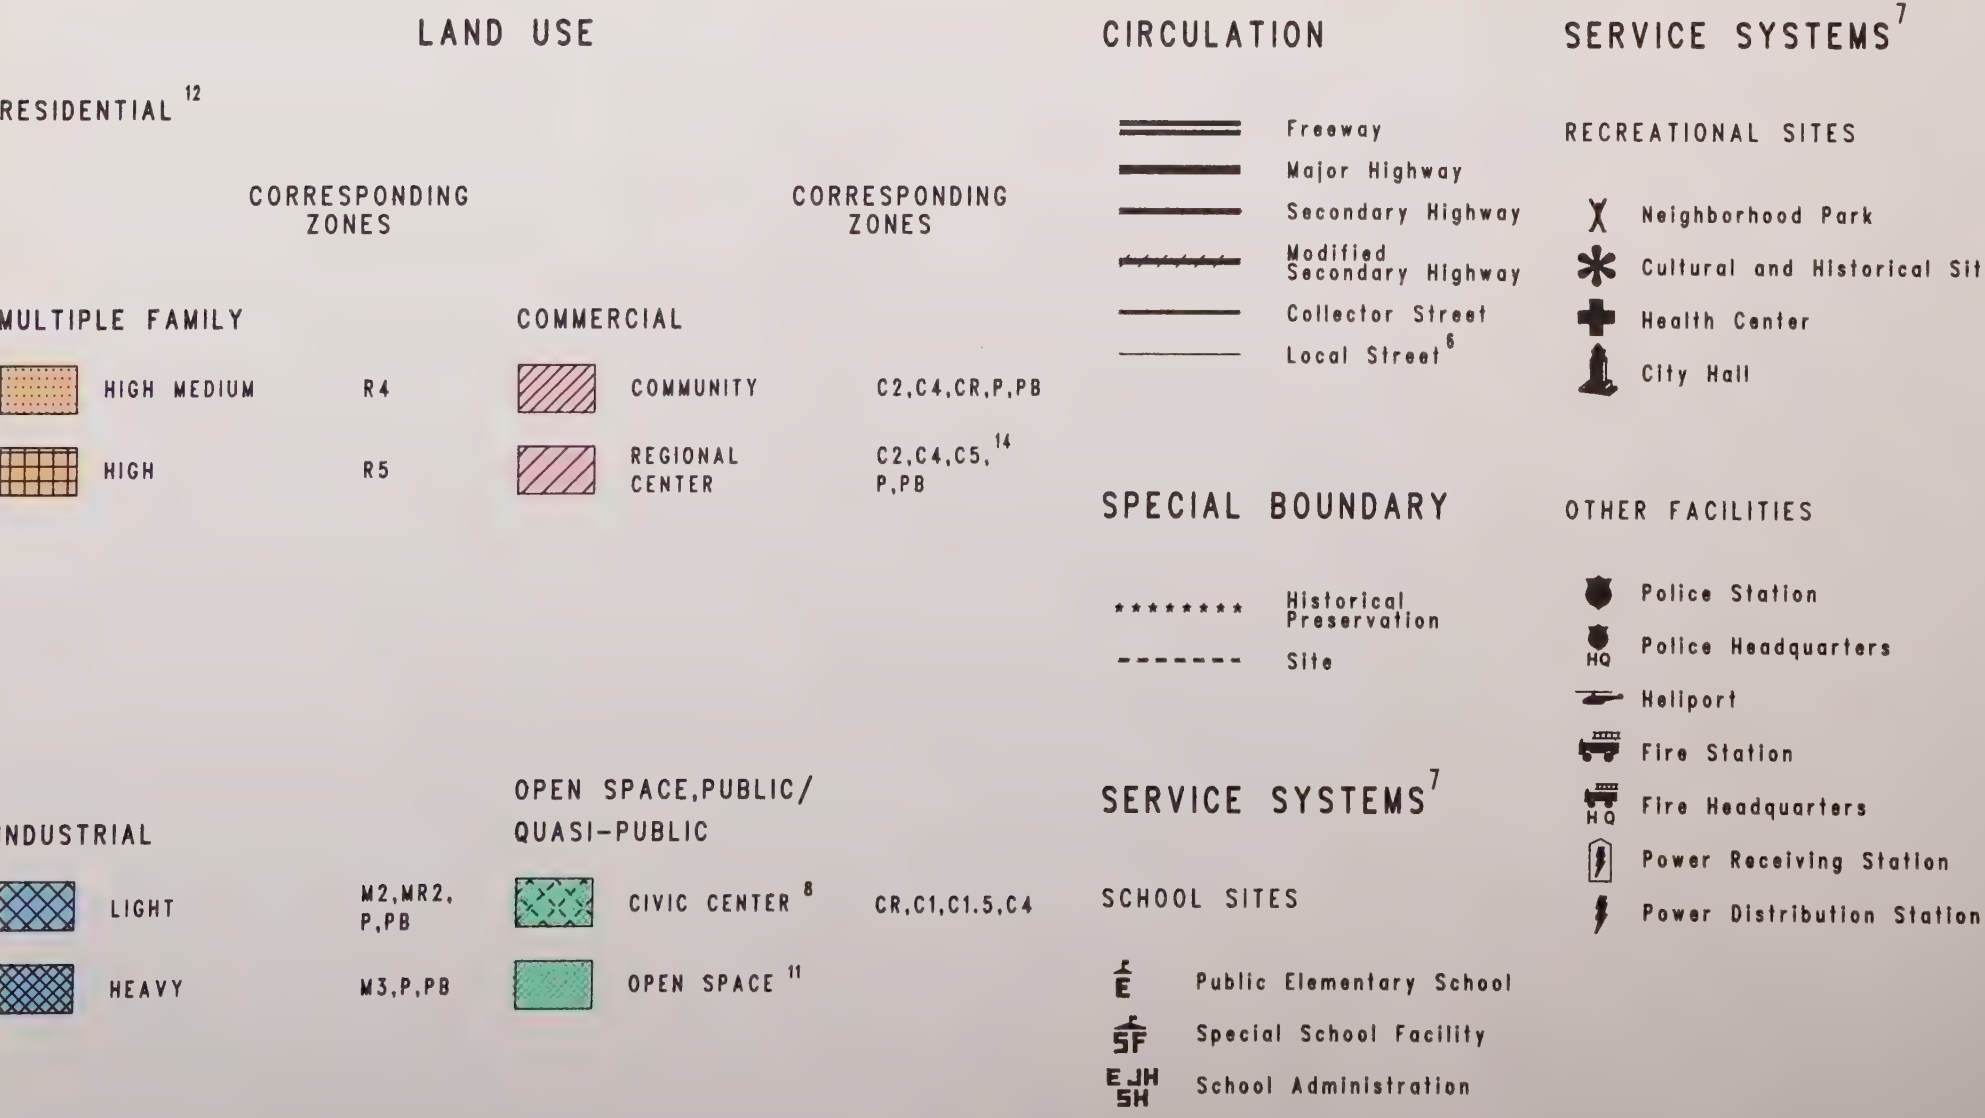 LAND USE
RESIDENTIAL 12
CORRESPONDING
ZONES
CORRESPONDING
ZONES
MULTIPLE FAMILY
HIGH MEDIUM R4
HIGH R5
COMMERCIAL
COMMUNITY C2,C4,CR,P,PB
REGIONAL
CENTER
C2,C4,C5, 14
P,PB
INDUSTRIAL
LIGHT
M2,MR2,
P,PB
HEAVY M3,P,PB
OPEN SPACE,PUBLIC/
QUASI-PUBLIC
CIVIC CENTER 8 CR,C1,C1.5,C4
OPEN SPACE 11
CIRCULATION
Freeway
Major Highway
Secondary Highway
Modified
Secondary Highway
Collector Street
Local Street 6
SPECIAL BOUNDARY
Historical
Preservation
Site
SERVICE SYSTEMS 7
SCHOOL SITES
E Public Elementary School
SF Special School Facility
E JH
SH
School Administration
SERVICE SYSTEMS 7
RECREATIONAL SITES
Neighborhood Park
Cultural and Historical Sit
Health Center
City Hall
OTHER FACILITIES
Police Station
HQ Police Headquarters
Heliport
Fire Station
HQ Fire Headquarters
Power Receiving Station
Power Distribution Station